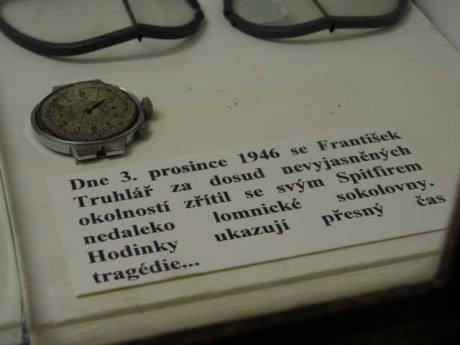 Dne 3. prosince 1946 se František
Truhlář za dosud nevyjasněných
okolností zřítil se svým Spitfirem
nedaleko lomnické sokolovny.
Hodinky ukazují přesný čas
tragédie...